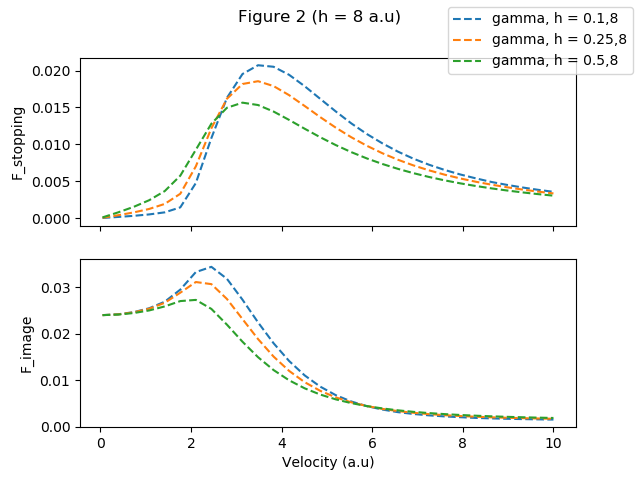 Figure 2 (h = 8 a.u)
gamma, h = 0.1,8
gamma, h = 0.25,8
gamma, h = 0.5,8
F_stopping
0.020
0.015
0.010
0.005
0.000
F_image
0.03
0.02
0.01
0.00
0 2 4 6 8 10
Velocity (a.u)